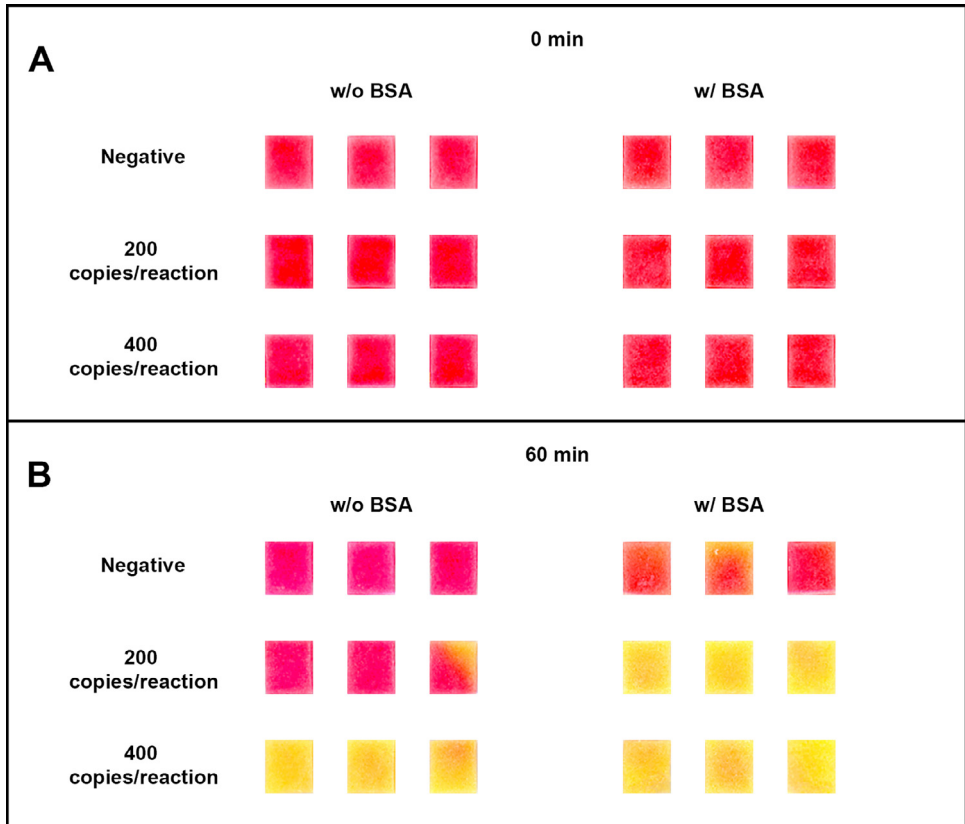 A
0 min
w/o BSA
w/ BSA
Negative
200
copies/reaction
400
copies/reaction
B
60 min
w/o BSA
w/ BSA
Negative
200
copies/reaction
400
copies/reaction